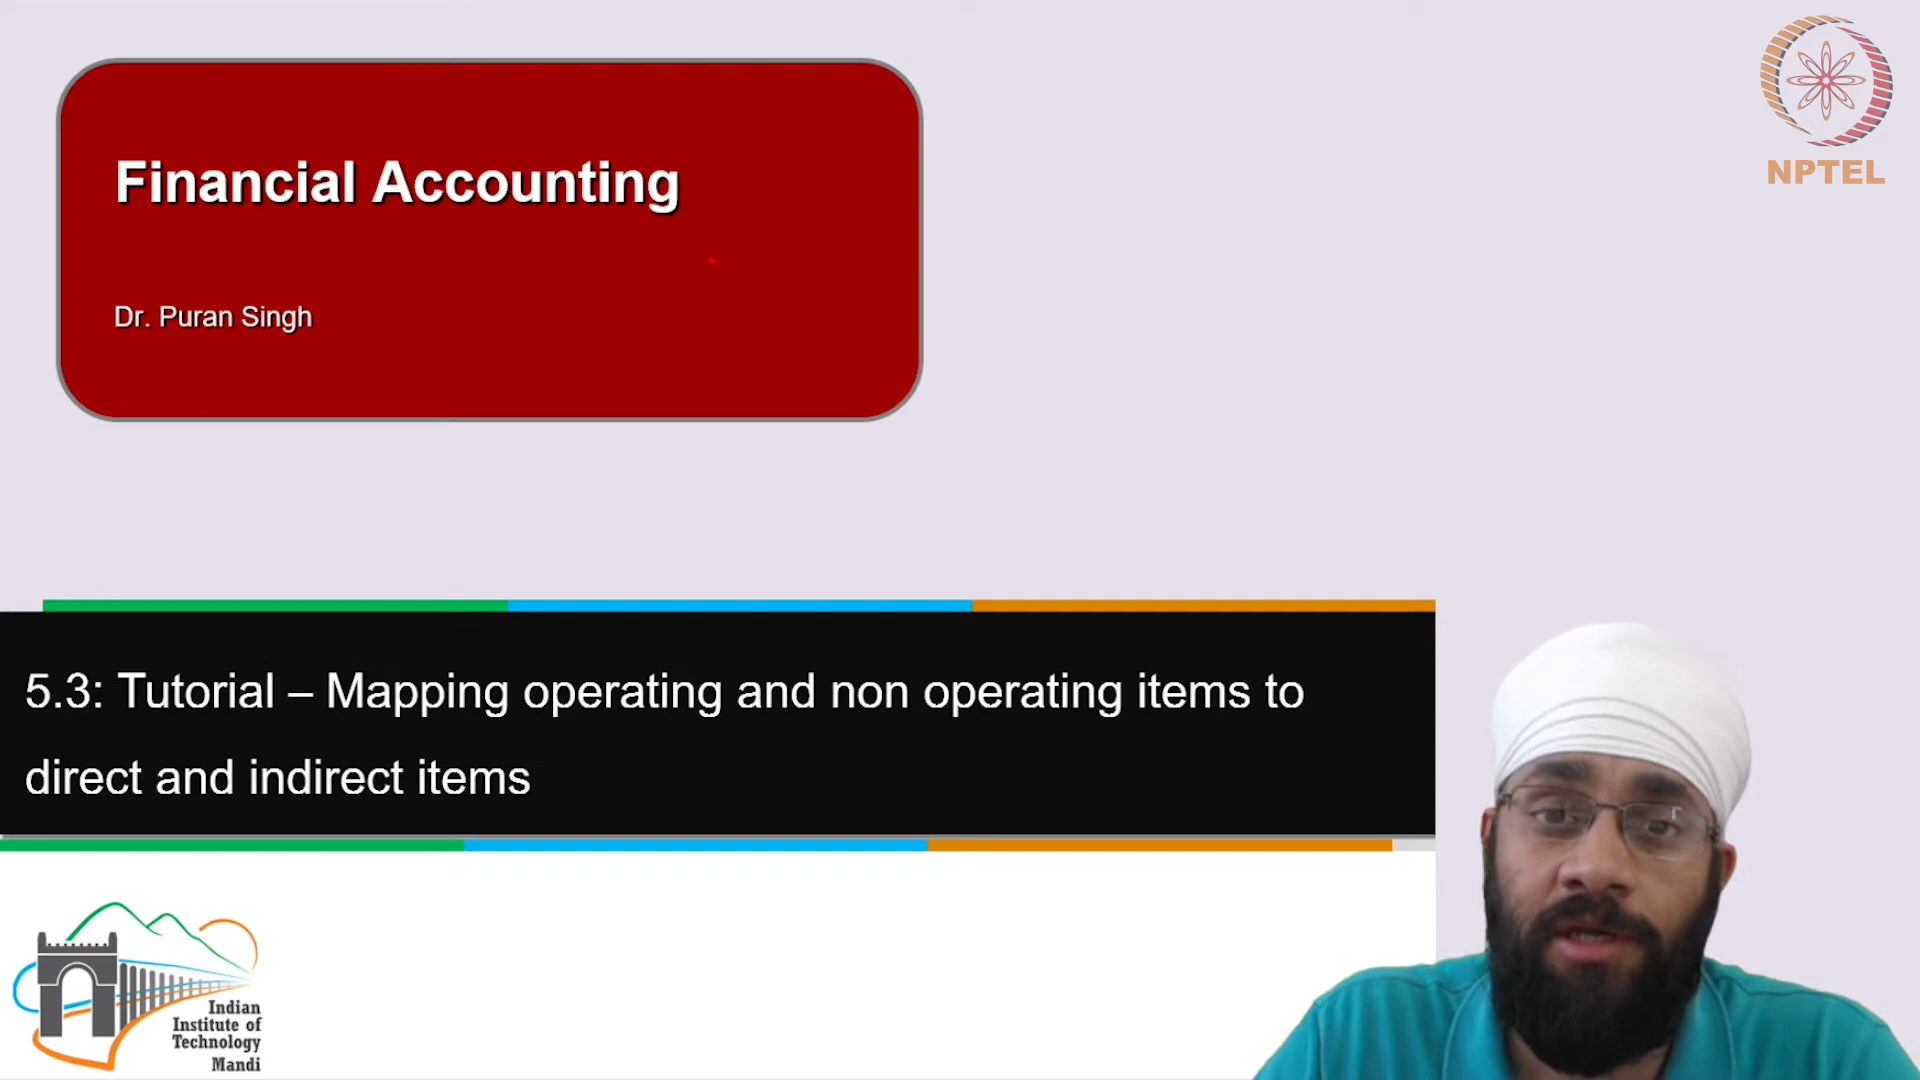 NPTEL
Financial Accounting
Dr. Puran Singh
5.3: Tutorial – Mapping operating and non operating items to
direct and indirect items
Indian
Institute of
Technology
Mandi